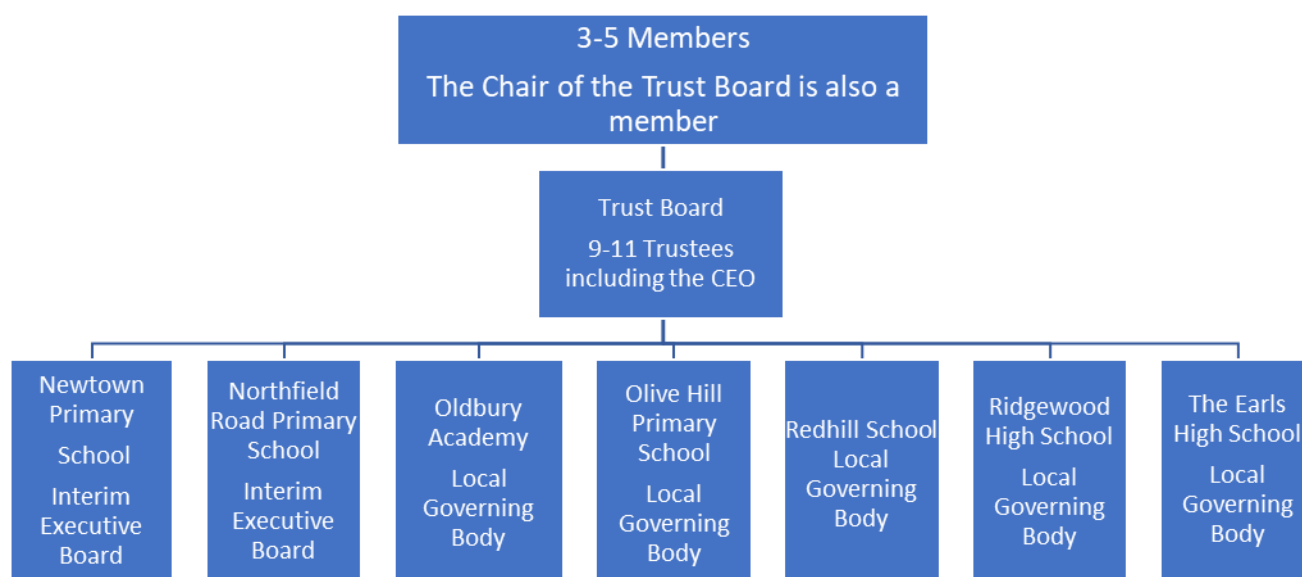 3-5 Members
The Chair of the Trust Board is also a
member
Trust Board
9-11 Trustees
including the CEO
Newtown
Primary
School
Interim
Executive
Board
Northfield
Road Primary
School
Interim
Executive
Board
Oldbury
Academy
Local
Governing
Body
Olive Hill
Primary
School
Local
Governing
Body
Redhill School
Local
Governing
Body
Ridgewood
High School
Local
Governing
Body
The Earls
High School
Local
Governing
Body